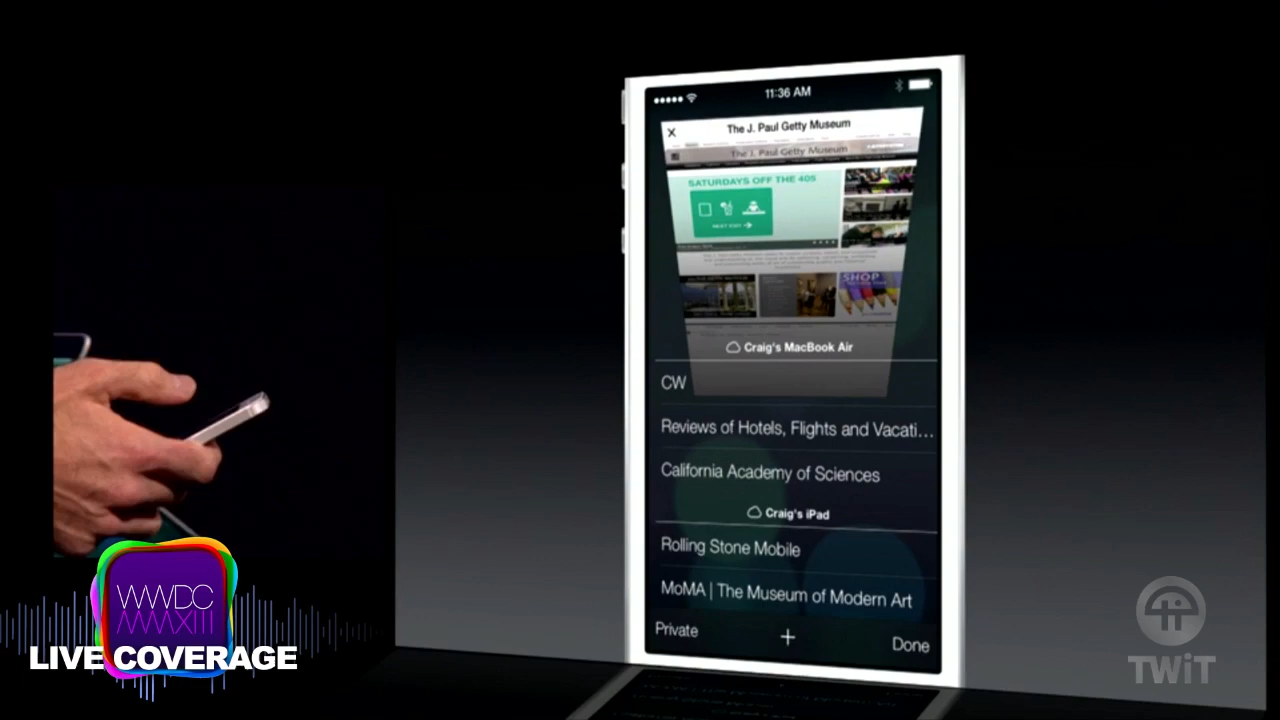 11:36 AM
The J. Paul Getty Museum
The J. Paul Getty Museum
SATURDAYS OFF THE 405
NEXT DAY
SHOP
Craig's MacBook Air
CW
Reviews of Hotels, Flights and Vacati...
California Academy of Sciences
Craig's iPad
Rolling Stone Mobile
MoMA | The Museum of Modern Art
Private
+
Done
WWDC
MMXIII
LIVE COVERAGE
TWiT